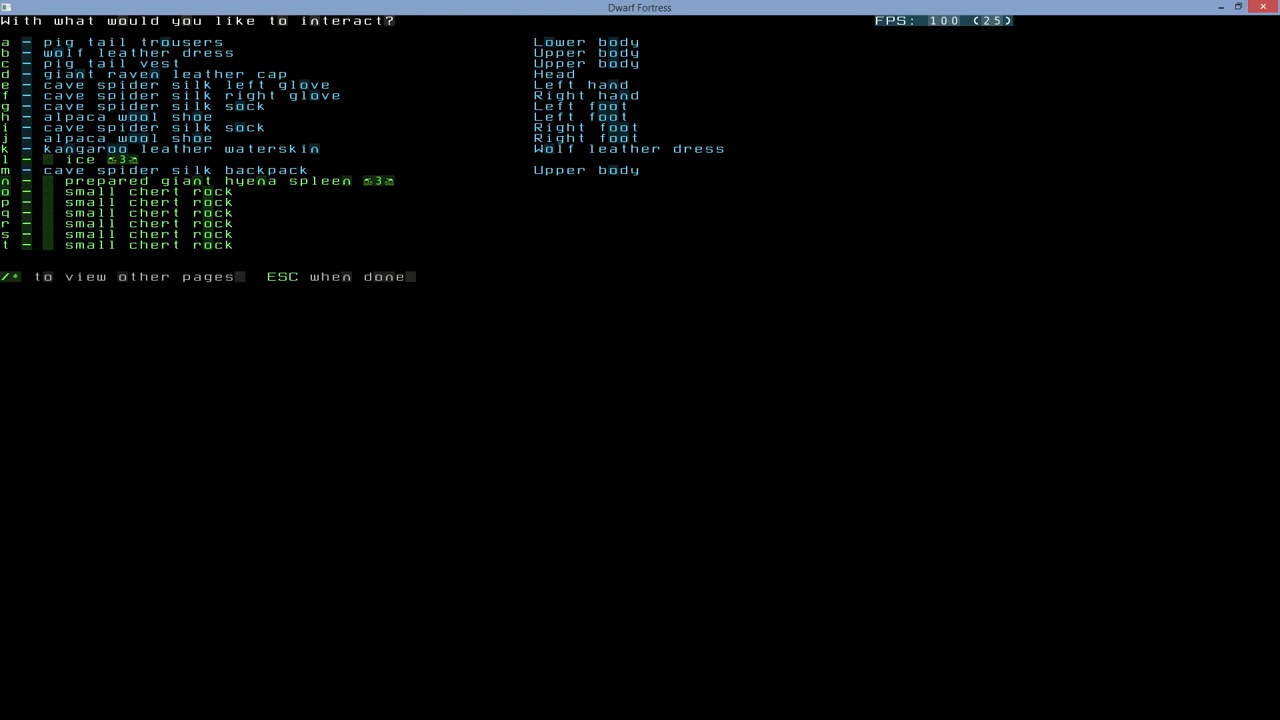 Dwarf Fortress
With what would you like to interact? FPS: 100 (25)
a - pig tail trousers Lower body
b - wolf leather dress Upper body
c - pig tail vest Upper body
d - giant raven leather cap Head
e - cave spider silk left glove Left hand
f - cave spider silk right glove Right hand
g - cave spider silk sock Left foot
h - alpaca wool shoe Left foot
i - cave spider silk sock Right foot
j - alpaca wool shoe Right foot
k - kangaroo leather waterskin Wolf leather dress
l - ice 3
m - cave spider silk backpack Upper body
n - prepared giant hyena spleen 3
o - small chert rock
p - small chert rock
q - small chert rock
r - small chert rock
s - small chert rock
t - small chert rock
/* to view other pages ESC when done